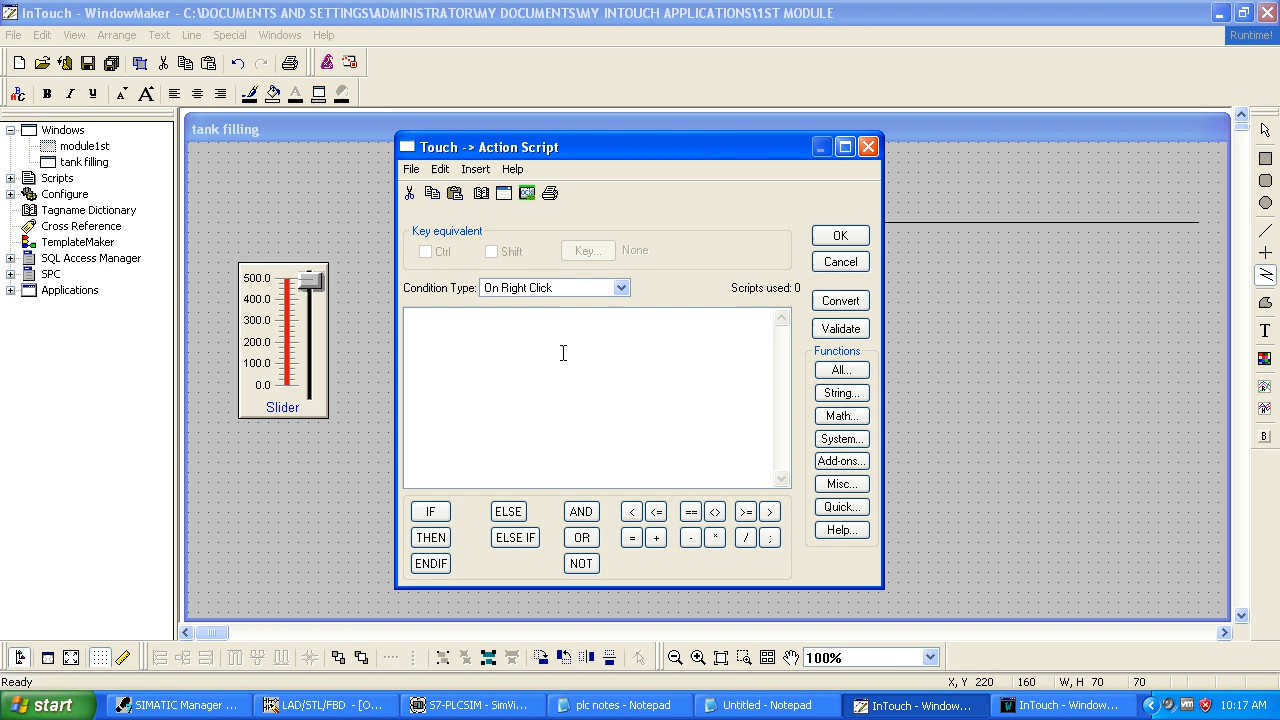 InTouch - WindowMaker - C:\DOCUMENTS AND SETTINGS\ADMINISTRATOR\MY DOCUMENTS\MY INTOUCH APPLICATIONS\1ST MODULE
File Edit View Arrange Text Line Special Windows Help
Runtime!
Windows
module1st
tank filling
Scripts
Configure
Tagname Dictionary
Cross Reference
TemplateMaker
SQL Access Manager
SPC
Applications
tank filling
500.0
400.0
300.0
200.0
100.0
0.0
Slider
Touch -> Action Script
File Edit Insert Help
Key equivalent
Ctrl Shift Key... None
Condition Type: On Right Click Scripts used: 0
OK
Cancel
Convert
Validate
Functions
All...
String...
Math...
System...
Add-ons...
Misc...
Quick...
Help...
IF ELSE AND < <= == <> >= >
THEN ELSE IF OR = + - * / ;
ENDIF NOT
100%
Ready X, Y 220 160 W, H 70 70
start SIMATIC Manager ... LAD/STL/FBD - [O... S7-PLCSIM - SimVi... plc notes - Notepad Untitled - Notepad InTouch - Window... InTouch - Window... 10:17 AM